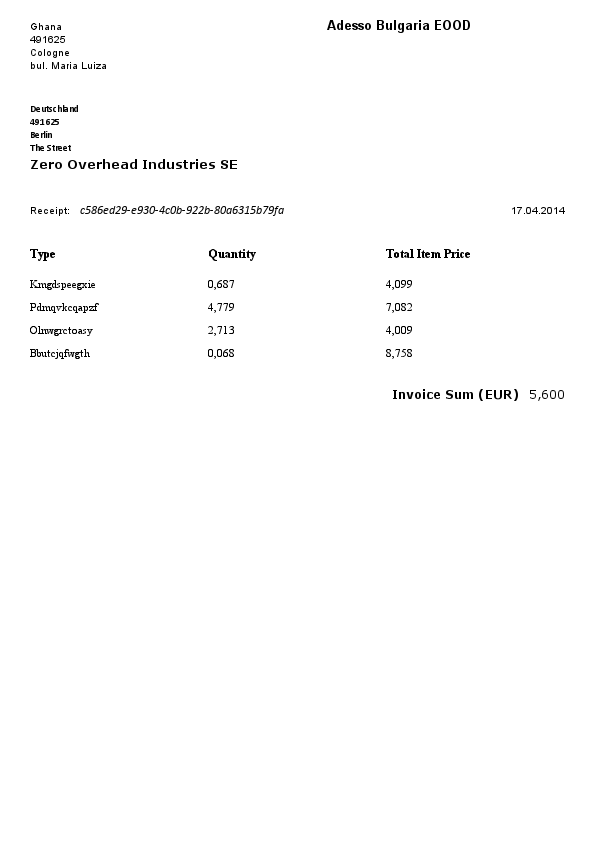 Ghana
Adesso Bulgaria EOOD
491625
Cologne
bul. Maria Luiza
Deutschland
491625
Berlin
The Street
Zero Overhead Industries SE
Receipt: c586ed29-e930-4c0b-922b-80a6315b79fa 17.04.2014
Type Quantity Total Item Price
Kmgdspeegxie 0,687 4,099
Pdmqvkcqapzf 4,779 7,082
Olnwgrctoasy 2,713 4,009
Bbutcjqfwgth 0,068 8,758
Invoice Sum (EUR) 5,600